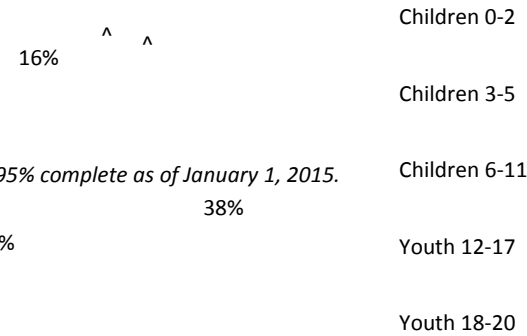 Children 0-2
^ ^
16%
Children 3-5
95% complete as of January 1, 2015.
Children 6-11
38%
%
Youth 12-17
Youth 18-20